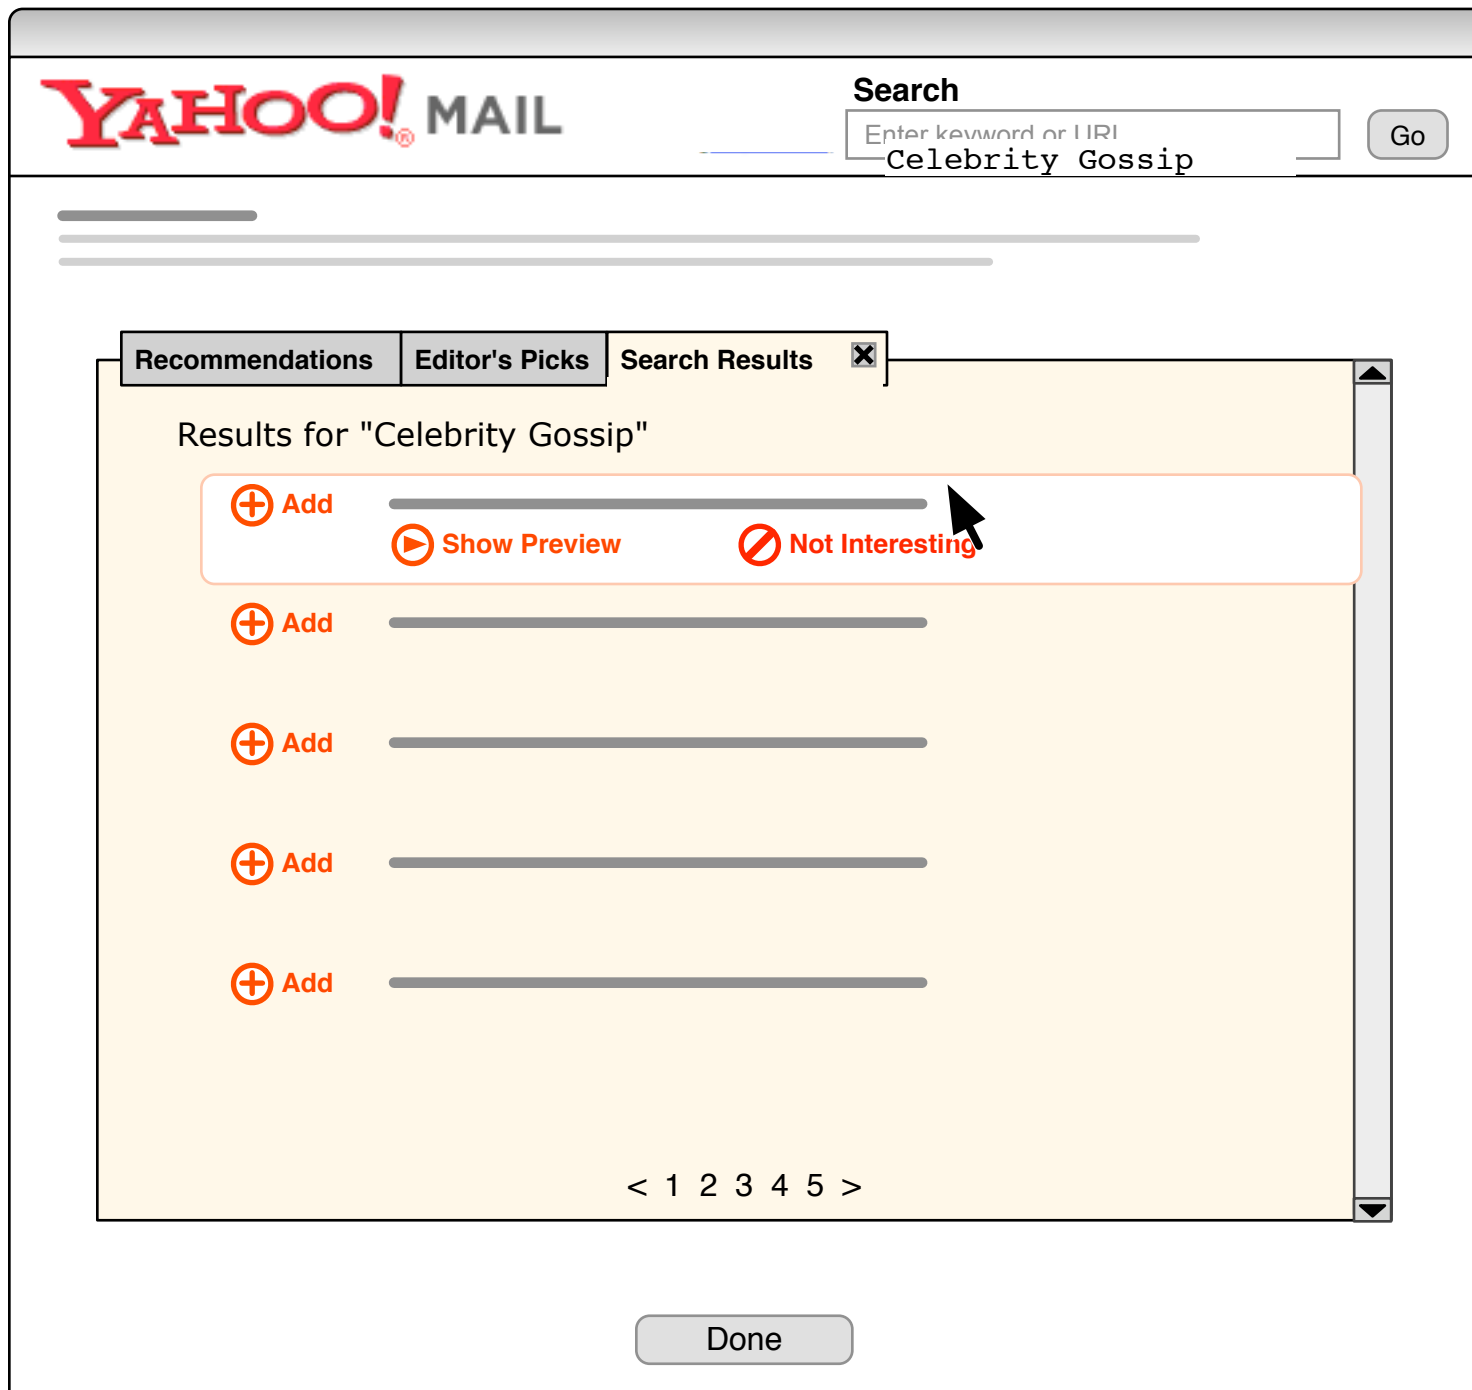 YAHOO!® MAIL
Search
Enter keyword or URL
Go
Celebrity Gossip
Recommendations
Editor's Picks
Search Results
Results for "Celebrity Gossip"
Add
Show Preview
Not Interesting
Add
Add
Add
Add
< 1 2 3 4 5 >
Done